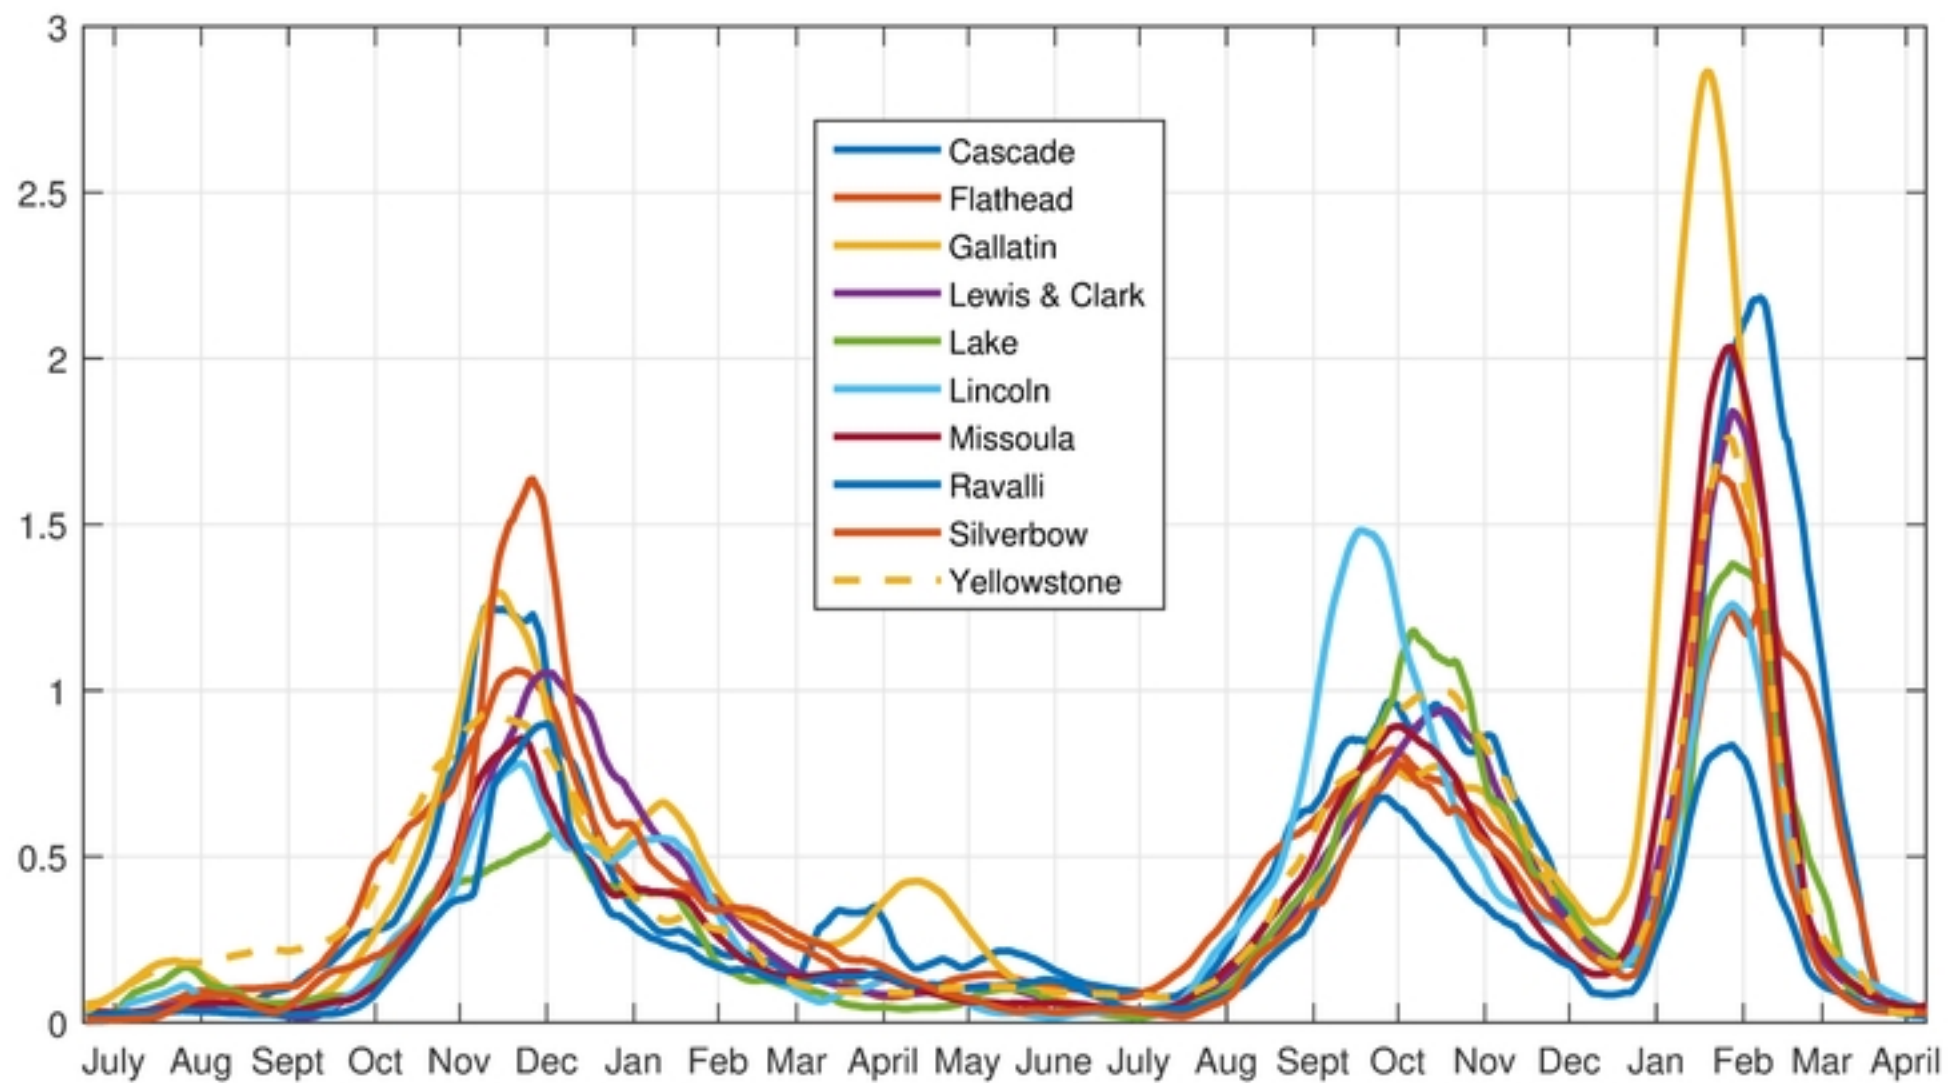 3
2.5
2
1.5
1
0.5
0
Cascade
Flathead
Gallatin
Lewis & Clark
Lake
Lincoln
Missoula
Ravalli
Silverbow
Yellowstone
July Aug Sept Oct Nov Dec Jan Feb Mar April May June July Aug Sept Oct Nov Dec Jan Feb Mar April